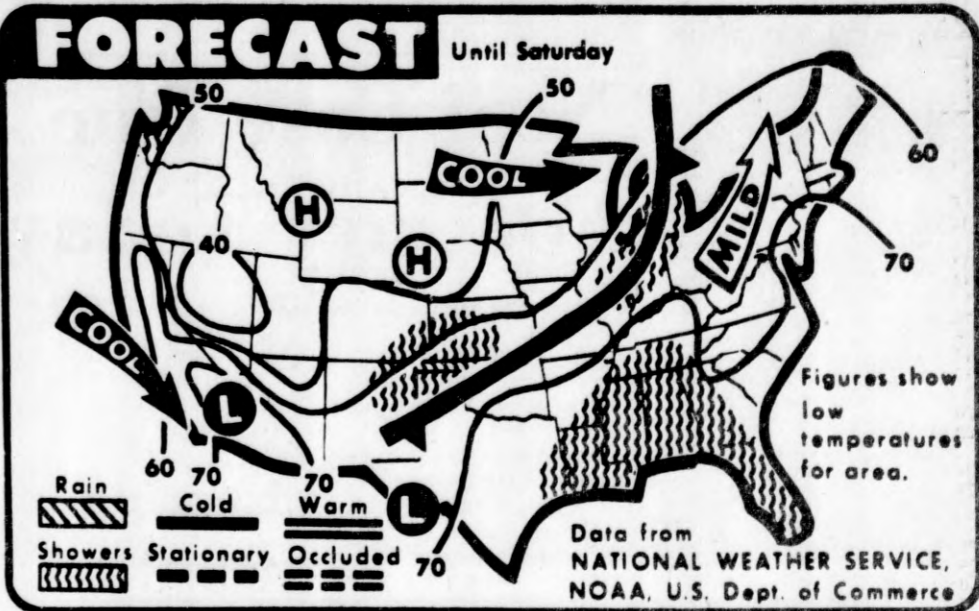 FORECAST
Until Saturday
50
50
COOL
60
H
MILD
40
H
70
COOL
L
Figures show
low
temperatures
for area.
60
70
70
Rain
Cold
Warm
L
Showers
Stationary
Occluded
70
Data from
NATIONAL WEATHER SERVICE,
NOAA, U.S. Dept. of Commerce